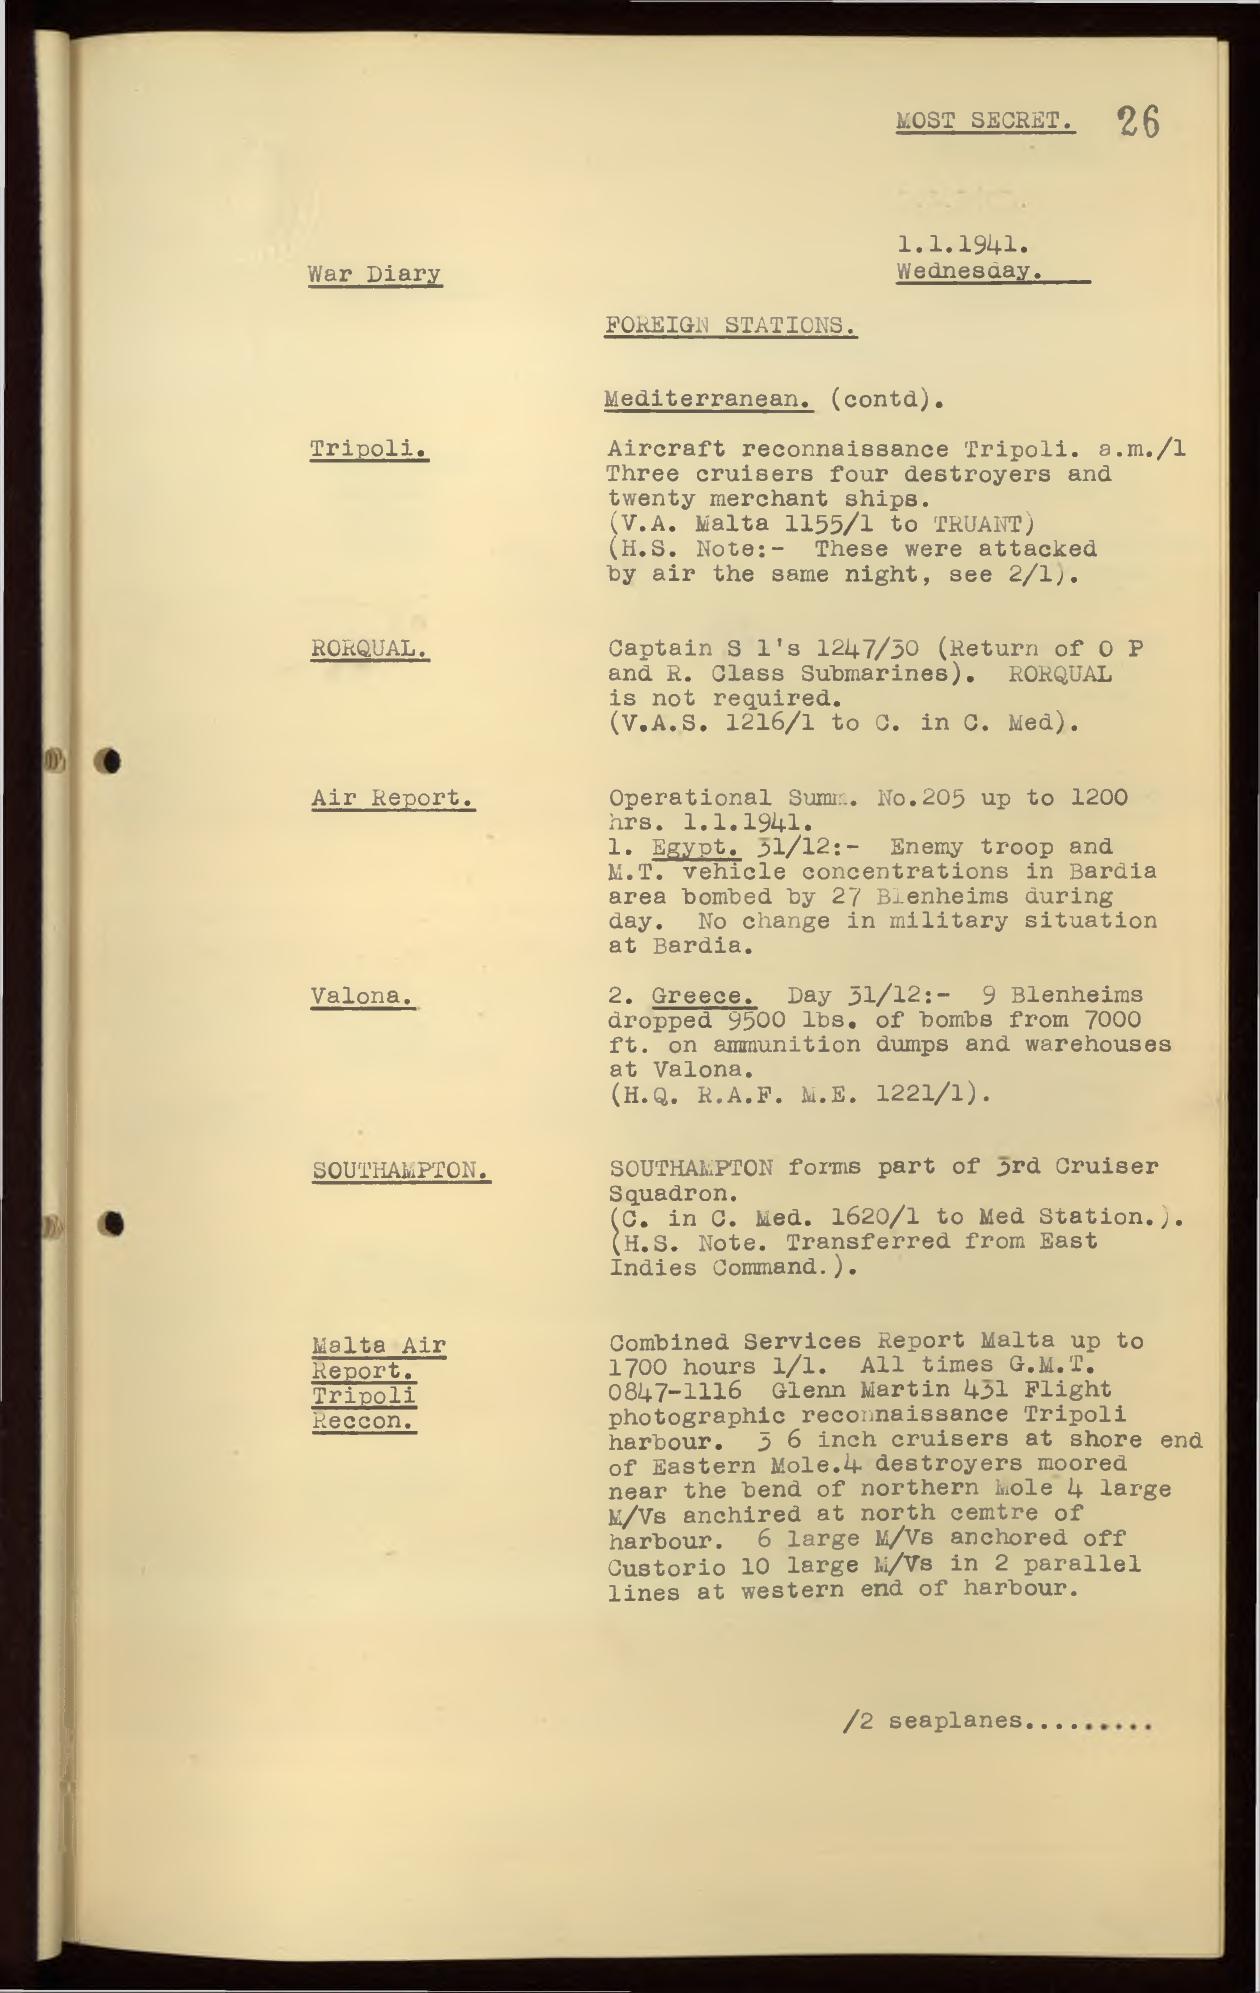 MOST SECRET. 26
1.1.1941.
War Diary
Wednesday.
FOREIGN STATIONS.
Mediterranean. (contd).
Tripoli.
Aircraft reconnaissance Tripoli. a.m./1
Three cruisers four destroyers and
twenty merchant ships.
(V.A. Malta 1155/1 to TRUANT)
(H.S. Note:- These were attacked
by air the same night, see 2/1).
RORQUAL.
Captain S 1's 1247/30 (Return of O P
and R. Class Submarines). RORQUAL
is not required.
(V.A.S. 1216/1 to C. in C. Med).
Air Report.
Operational Summ. No.205 up to 1200
hrs. 1.1.1941.
1. Egypt. 31/12:- Enemy troop and
M.T. vehicle concentrations in Bardia
area bombed by 27 Blenheims during
day. No change in military situation
at Bardia.
Valona.
2. Greece. Day 31/12:- 9 Blenheims
dropped 9500 lbs. of bombs from 7000
ft. on ammunition dumps and warehouses
at Valona.
(H.Q. R.A.F. M.E. 1221/1).
SOUTHAMPTON.
SOUTHAMPTON forms part of 3rd Cruiser
Squadron.
(C. in C. Med. 1620/1 to Med Station.).
(H.S. Note. Transferred from East
Indies Command.).
Malta Air
Report.
Tripoli
Reccon.
Combined Services Report Malta up to
1700 hours 1/1. All times G.M.T.
0847-1116 Glenn Martin 431 Flight
photographic reconnaissance Tripoli
harbour. 3 6 inch cruisers at shore end
of Eastern Mole.4 destroyers moored
near the bend of northern Mole 4 large
M/Vs anchired at north cemtre of
harbour. 6 large M/Vs anchored off
Custorio 10 large M/Vs in 2 parallel
lines at western end of harbour.
/2 seaplanes.........